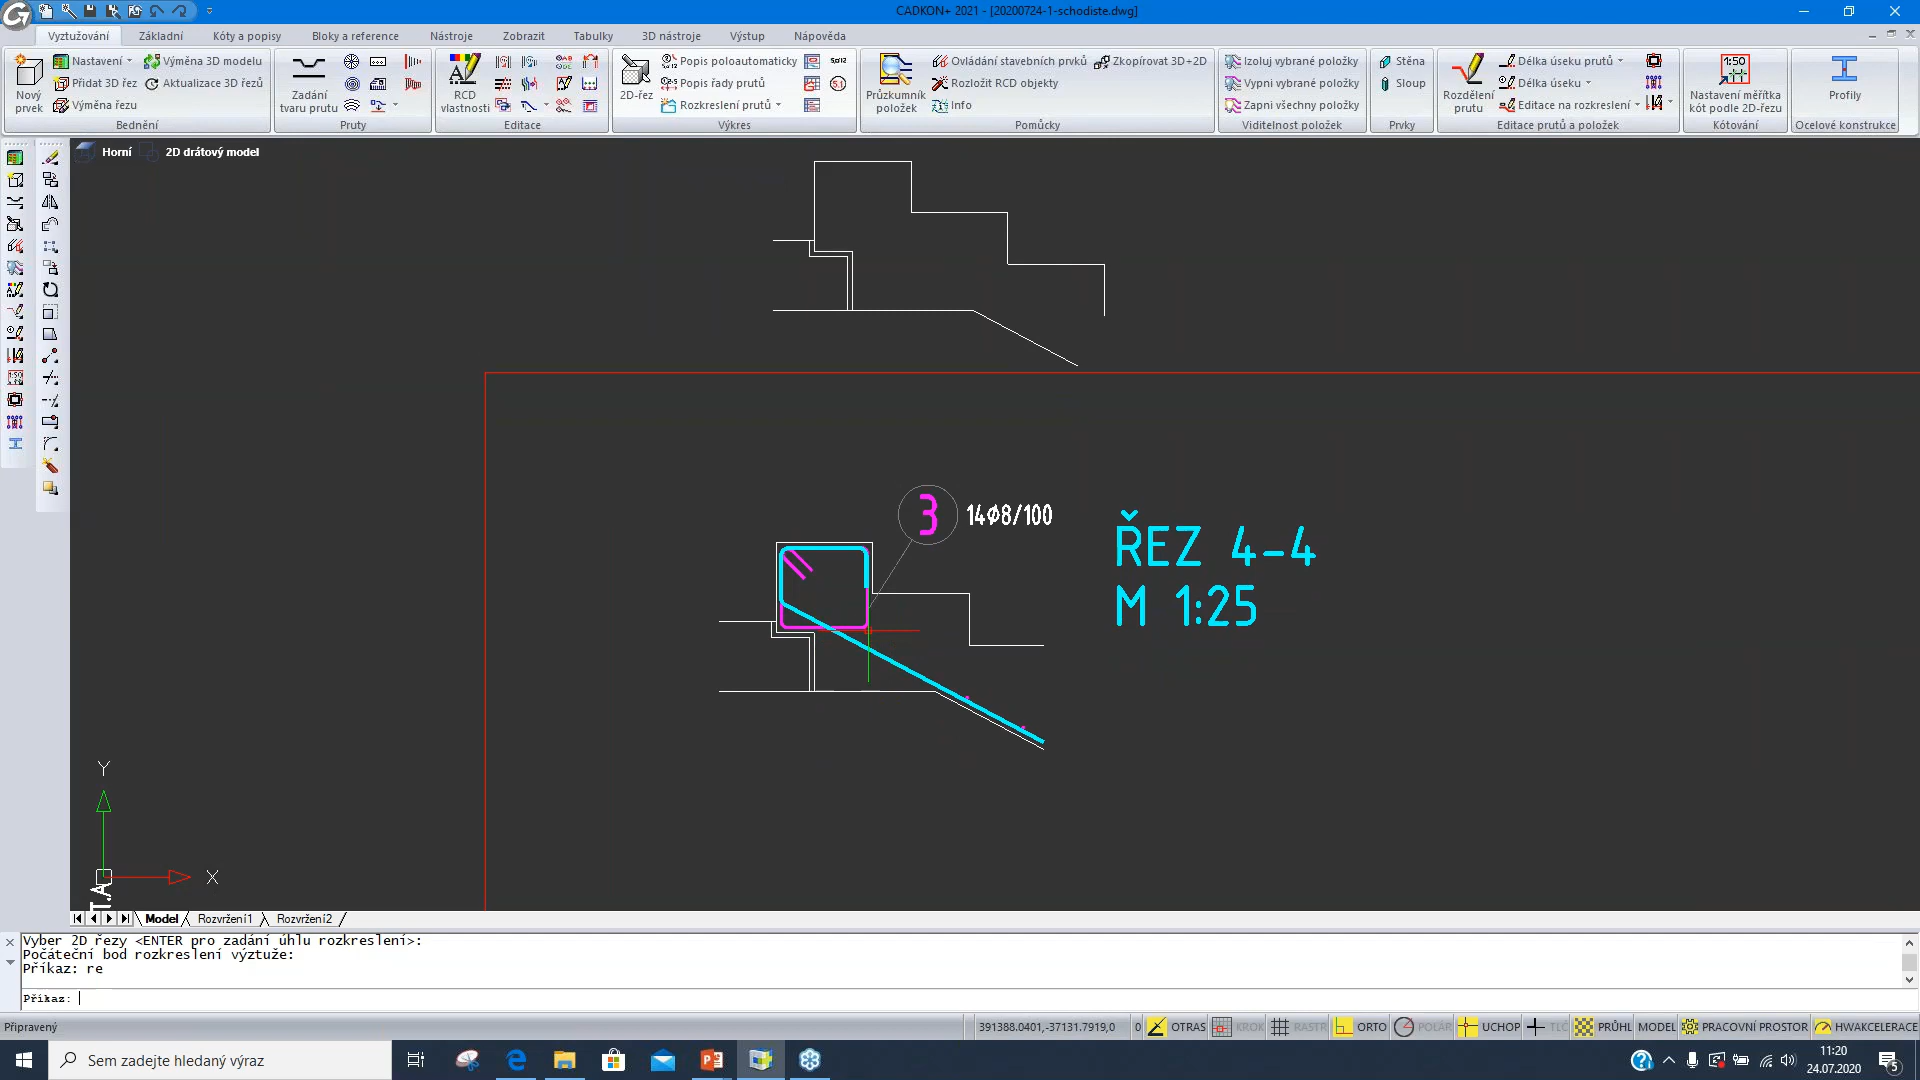 CADKON+ 2021 - [20200724-1-schodiste.dwg]
Vyztužování Základní Kóty a popisy Bloky a reference Nástroje Zobrazit Tabulky 3D nástroje Výstup Nápověda
Nový prvek
Nastavení
Přidat 3D řez
Výměna řezu
Výměna 3D modelu
Aktualizace 3D řezů
Bednění
Zadání tvaru prutu
Pruty
RCD vlastnosti
Editace
2D-řez
Popis poloautomaticky
Popis řady prutů
Rozkreslení prutů
Výkres
Průzkumník položek
Ovládání stavebních prvků
Rozložit RCD objekty
Info
Zkopírovat 3D+2D
Pomůcky
Izoluj vybrané položky
Vypni vybrané položky
Zapni všechny položky
Viditelnost položek
Stěna
Sloup
Prvky
Rozdělení prutu
Délka úseku prutů
Délka úseku
Editace na rozkreslení
Editace prutů a položek
1:50
Nastavení měřítka kót podle 2D-řezu
Kótování
Profily
Ocelové konstrukce
Horní 2D drátový model
3 14Ø8/100
ŘEZ 4-4
M 1:25
Y
X
T.A
Model Rozvržení1 Rozvržení2
Vyber 2D řezy <ENTER pro zadání úhlu rozkreslení>:
Počáteční bod rozkreslení výztuže:
Příkaz: re
Příkaz:
Připravený 391388.0401,-37131.7919,0 0 OTRAS KROK RASTR ORTO POLÁR UCHOP TLČ PRŮHL MODEL PRACOVNÍ PROSTOR HWAKCELERACE
Sem zadejte hledaný výraz
11:20
24.07.2020
5